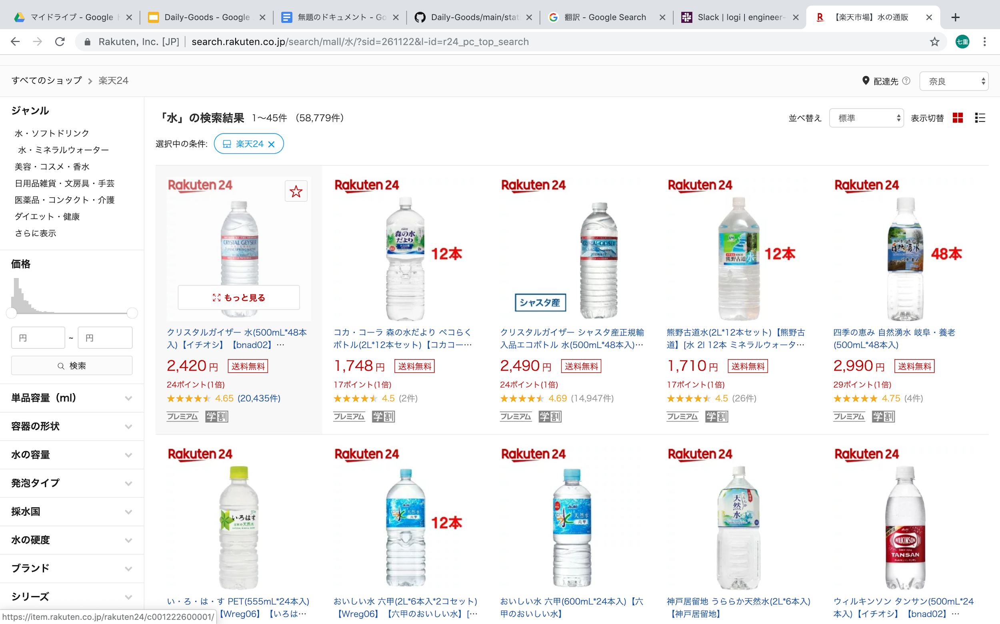 マイドライブ - Google
Daily-Goods - Google
無題のドキュメント - Go
Daily-Goods/main/stat
翻訳 - Google Search
Slack | logi | engineer-
【楽天市場】水の通販
Rakuten, Inc. [JP]
search.rakuten.co.jp/search/mall/水/?sid=261122&l-id=r24_pc_top_search
七重
すべてのショップ
楽天24
配達先
奈良
ジャンル
水・ソフトドリンク
水・ミネラルウォーター
美容・コスメ・香水
日用品雑貨・文房具・手芸
医薬品・コンタクト・介護
ダイエット・健康
さらに表示
価格
円 ~ 円
検索
単品容量（ml）
容器の形状
水の容量
発泡タイプ
採水国
水の硬度
ブランド
シリーズ
https://item.rakuten.co.jp/rakuten24/c001222600001/
「水」の検索結果 1〜45件 （58,779件）
並べ替え
標準
表示切替
選択中の条件:
楽天24
Rakuten 24
CRYSTAL GEYSER
もっと見る
クリスタルガイザー 水(500mL*48本
入)【イチオシ】【bnad02】…
2,420円 送料無料
24ポイント(1倍)
4.65 (20,435件)
プレミアム 学割
Rakuten 24
森の水
だより
12本
コカ・コーラ 森の水だより ペコらく
ボトル(2L*12本セット)【コカコー…
1,748円 送料無料
17ポイント(1倍)
4.5 (2件)
プレミアム 学割
Rakuten 24
CRYSTAL GEYSER
シャスタ産
クリスタルガイザー シャスタ産正規輸
入品エコボトル 水(500mL*48本入)…
2,490円 送料無料
24ポイント(1倍)
4.69 (14,947件)
プレミアム 学割
Rakuten 24
熊野古道水
12本
熊野古道水(2L*12本セット)【熊野古
道】[水 2l 12本 ミネラルウォータ…
1,710円 送料無料
17ポイント(1倍)
4.5 (26件)
プレミアム 学割
Rakuten 24
自然湧水
48本
四季の恵み 自然湧水 岐阜・養老
(500mL*48本入)
2,990円 送料無料
29ポイント(1倍)
4.75 (4件)
プレミアム 学割
Rakuten 24
い・ろ・は・す
日本の天然水
い・ろ・は・す PET(555mL*24本入)
【Wreg06】【いろは…
Rakuten 24
Asahi
天然水
六甲
12本
おいしい水 六甲(2L*6本入*2コセット)
【Wreg06】【六甲のおいしい水】[…
Rakuten 24
Asahi
天然水
六甲
おいしい水 六甲(600mL*24本入)【六
甲のおいしい水】
Rakuten 24
うららか
天然水
神戸居留地 うららか天然水(2L*6本入)
【神戸居留地】
Rakuten 24
Asahi
WILKINSON
Since 1904
TANSAN
ウィルキンソン タンサン(500mL*24
本入)【イチオシ】【bnad02】…